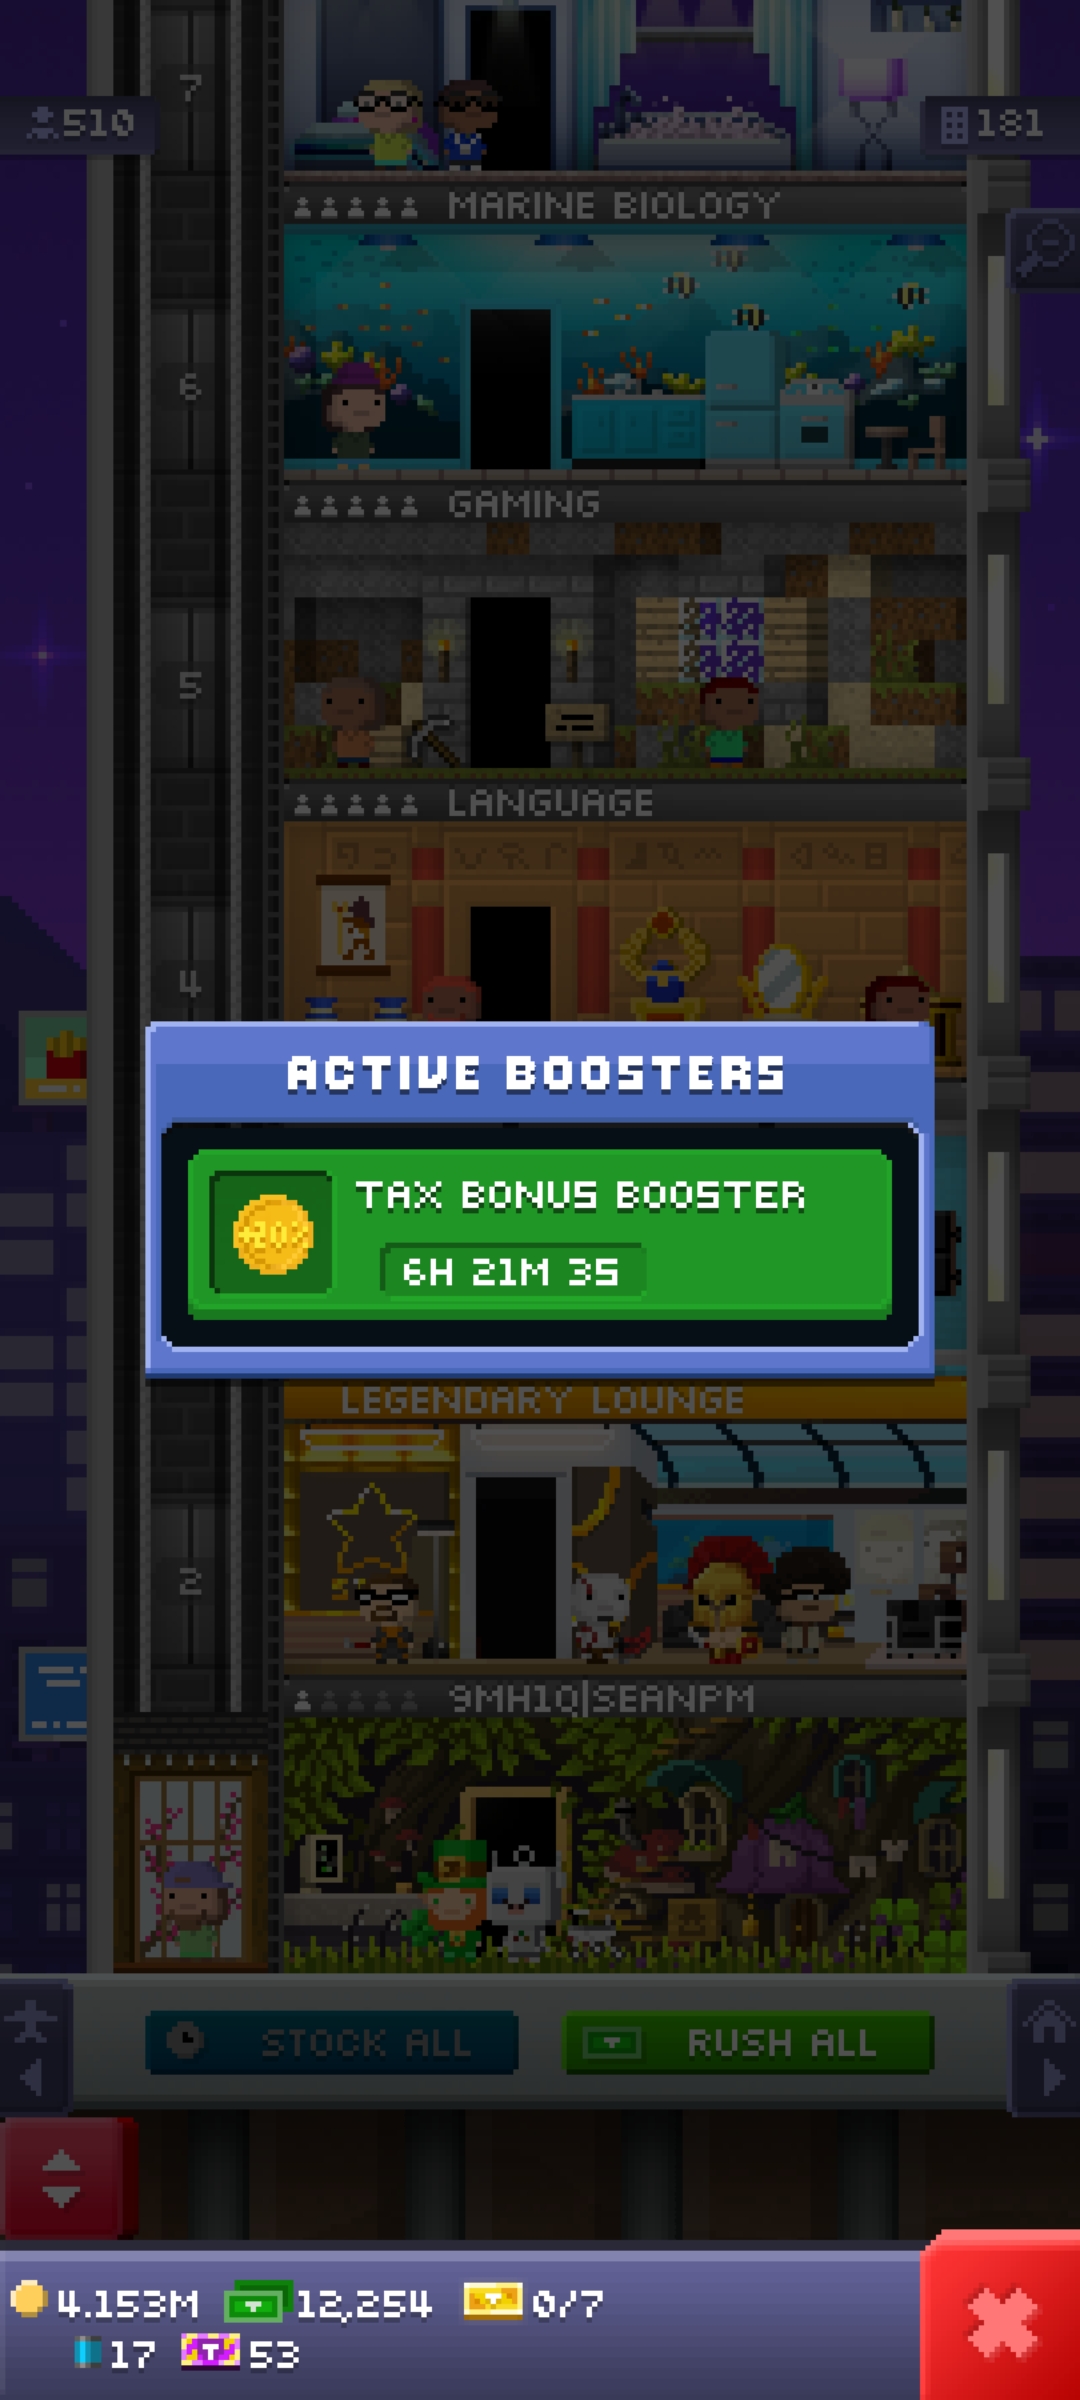 7
510
181
MARINE BIOLOGY
6
GAMING
5
LANGUAGE
4
ACTIVE BOOSTERS
TAX BONUS BOOSTER
+20%
6H 21M 3S
LEGENDARY LOUNGE
2
9MH1Q|SEANPM
STOCK ALL
RUSH ALL
4.153M 12,254 0/7
17 53